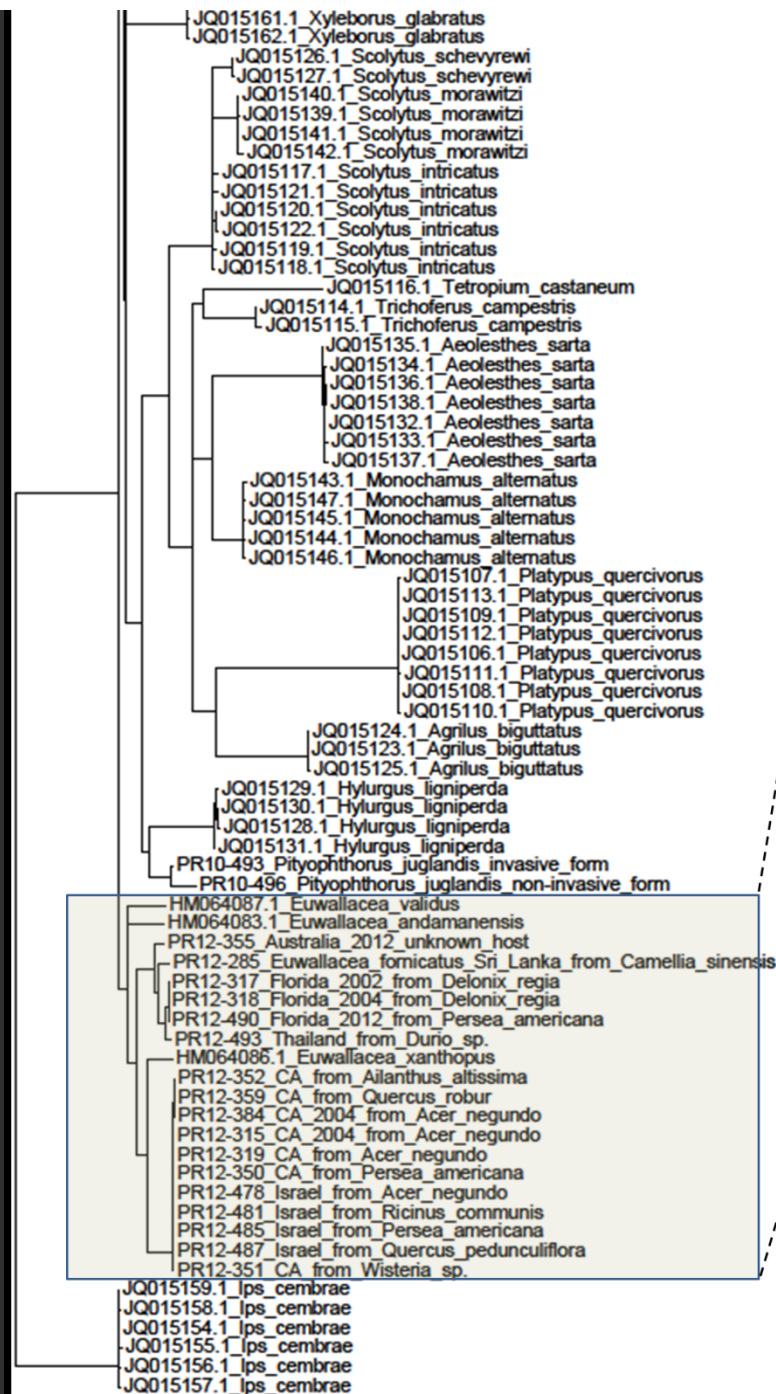 JQ015161.1_Xyleborus_glabratus
JQ015162.1_Xyleborus_glabratus
JQ015126.1_Scolytus_schevyrewi
JQ015127.1_Scolytus_schevyrewi
JQ015140.1_Scolytus_morawitzi
JQ015139.1_Scolytus_morawitzi
JQ015141.1_Scolytus_morawitzi
JQ015142.1_Scolytus_morawitzi
JQ015117.1_Scolytus_intricatus
JQ015121.1_Scolytus_intricatus
JQ015120.1_Scolytus_intricatus
JQ015122.1_Scolytus_intricatus
JQ015119.1_Scolytus_intricatus
JQ015118.1_Scolytus_intricatus
JQ015116.1_Tetropium_castaneum
JQ015114.1_Trichoferus_campestris
JQ015115.1_Trichoferus_campestris
JQ015135.1_Aeolesthes_sarta
JQ015134.1_Aeolesthes_sarta
JQ015136.1_Aeolesthes_sarta
JQ015138.1_Aeolesthes_sarta
JQ015132.1_Aeolesthes_sarta
JQ015133.1_Aeolesthes_sarta
JQ015137.1_Aeolesthes_sarta
JQ015143.1_Monochamus_alternatus
JQ015147.1_Monochamus_alternatus
JQ015145.1_Monochamus_alternatus
JQ015144.1_Monochamus_alternatus
JQ015146.1_Monochamus_alternatus
JQ015107.1_Platypus_quercivorus
JQ015113.1_Platypus_quercivorus
JQ015109.1_Platypus_quercivorus
JQ015112.1_Platypus_quercivorus
JQ015106.1_Platypus_quercivorus
JQ015111.1_Platypus_quercivorus
JQ015108.1_Platypus_quercivorus
JQ015110.1_Platypus_quercivorus
JQ015124.1_Agrilus_biguttatus
JQ015123.1_Agrilus_biguttatus
JQ015125.1_Agrilus_biguttatus
JQ015129.1_Hylurgus_ligniperda
JQ015130.1_Hylurgus_ligniperda
JQ015128.1_Hylurgus_ligniperda
JQ015131.1_Hylurgus_ligniperda
PR10-493_Pityophthorus_juglandis_invasive_form
PR10-496_Pityophthorus_juglandis_non-invasive_form
HM064087.1_Euwallacea_validus
HM064083.1_Euwallacea_andamanensis
PR12-355_Australia_2012_unknown_host
PR12-285_Euwallacea_fornicatus_Sri_Lanka_from_Camellia_sinensis
PR12-317_Florida_2002_from_Delonix_regia
PR12-318_Florida_2004_from_Delonix_regia
PR12-490_Florida_2012_from_Persea_americana
PR12-493_Thailand_from_Durio_sp.
HM064086.1_Euwallacea_xanthopus
PR12-352_CA_from_Ailanthus_altissima
PR12-359_CA_from_Quercus_robur
PR12-384_CA_2004_from_Acer_negundo
PR12-315_CA_2004_from_Acer_negundo
PR12-319_CA_from_Acer_negundo
PR12-350_CA_from_Persea_americana
PR12-478_Israel_from_Acer_negundo
PR12-481_Israel_from_Ricinus_communis
PR12-485_Israel_from_Persea_americana
PR12-487_Israel_from_Quercus_pedunculiflora
PR12-351_CA_from_Wisteria_sp.
JQ015159.1_Ips_cembrae
JQ015158.1_Ips_cembrae
JQ015154.1_Ips_cembrae
JQ015155.1_Ips_cembrae
JQ015156.1_Ips_cembrae
JQ015157.1_Ips_cembrae